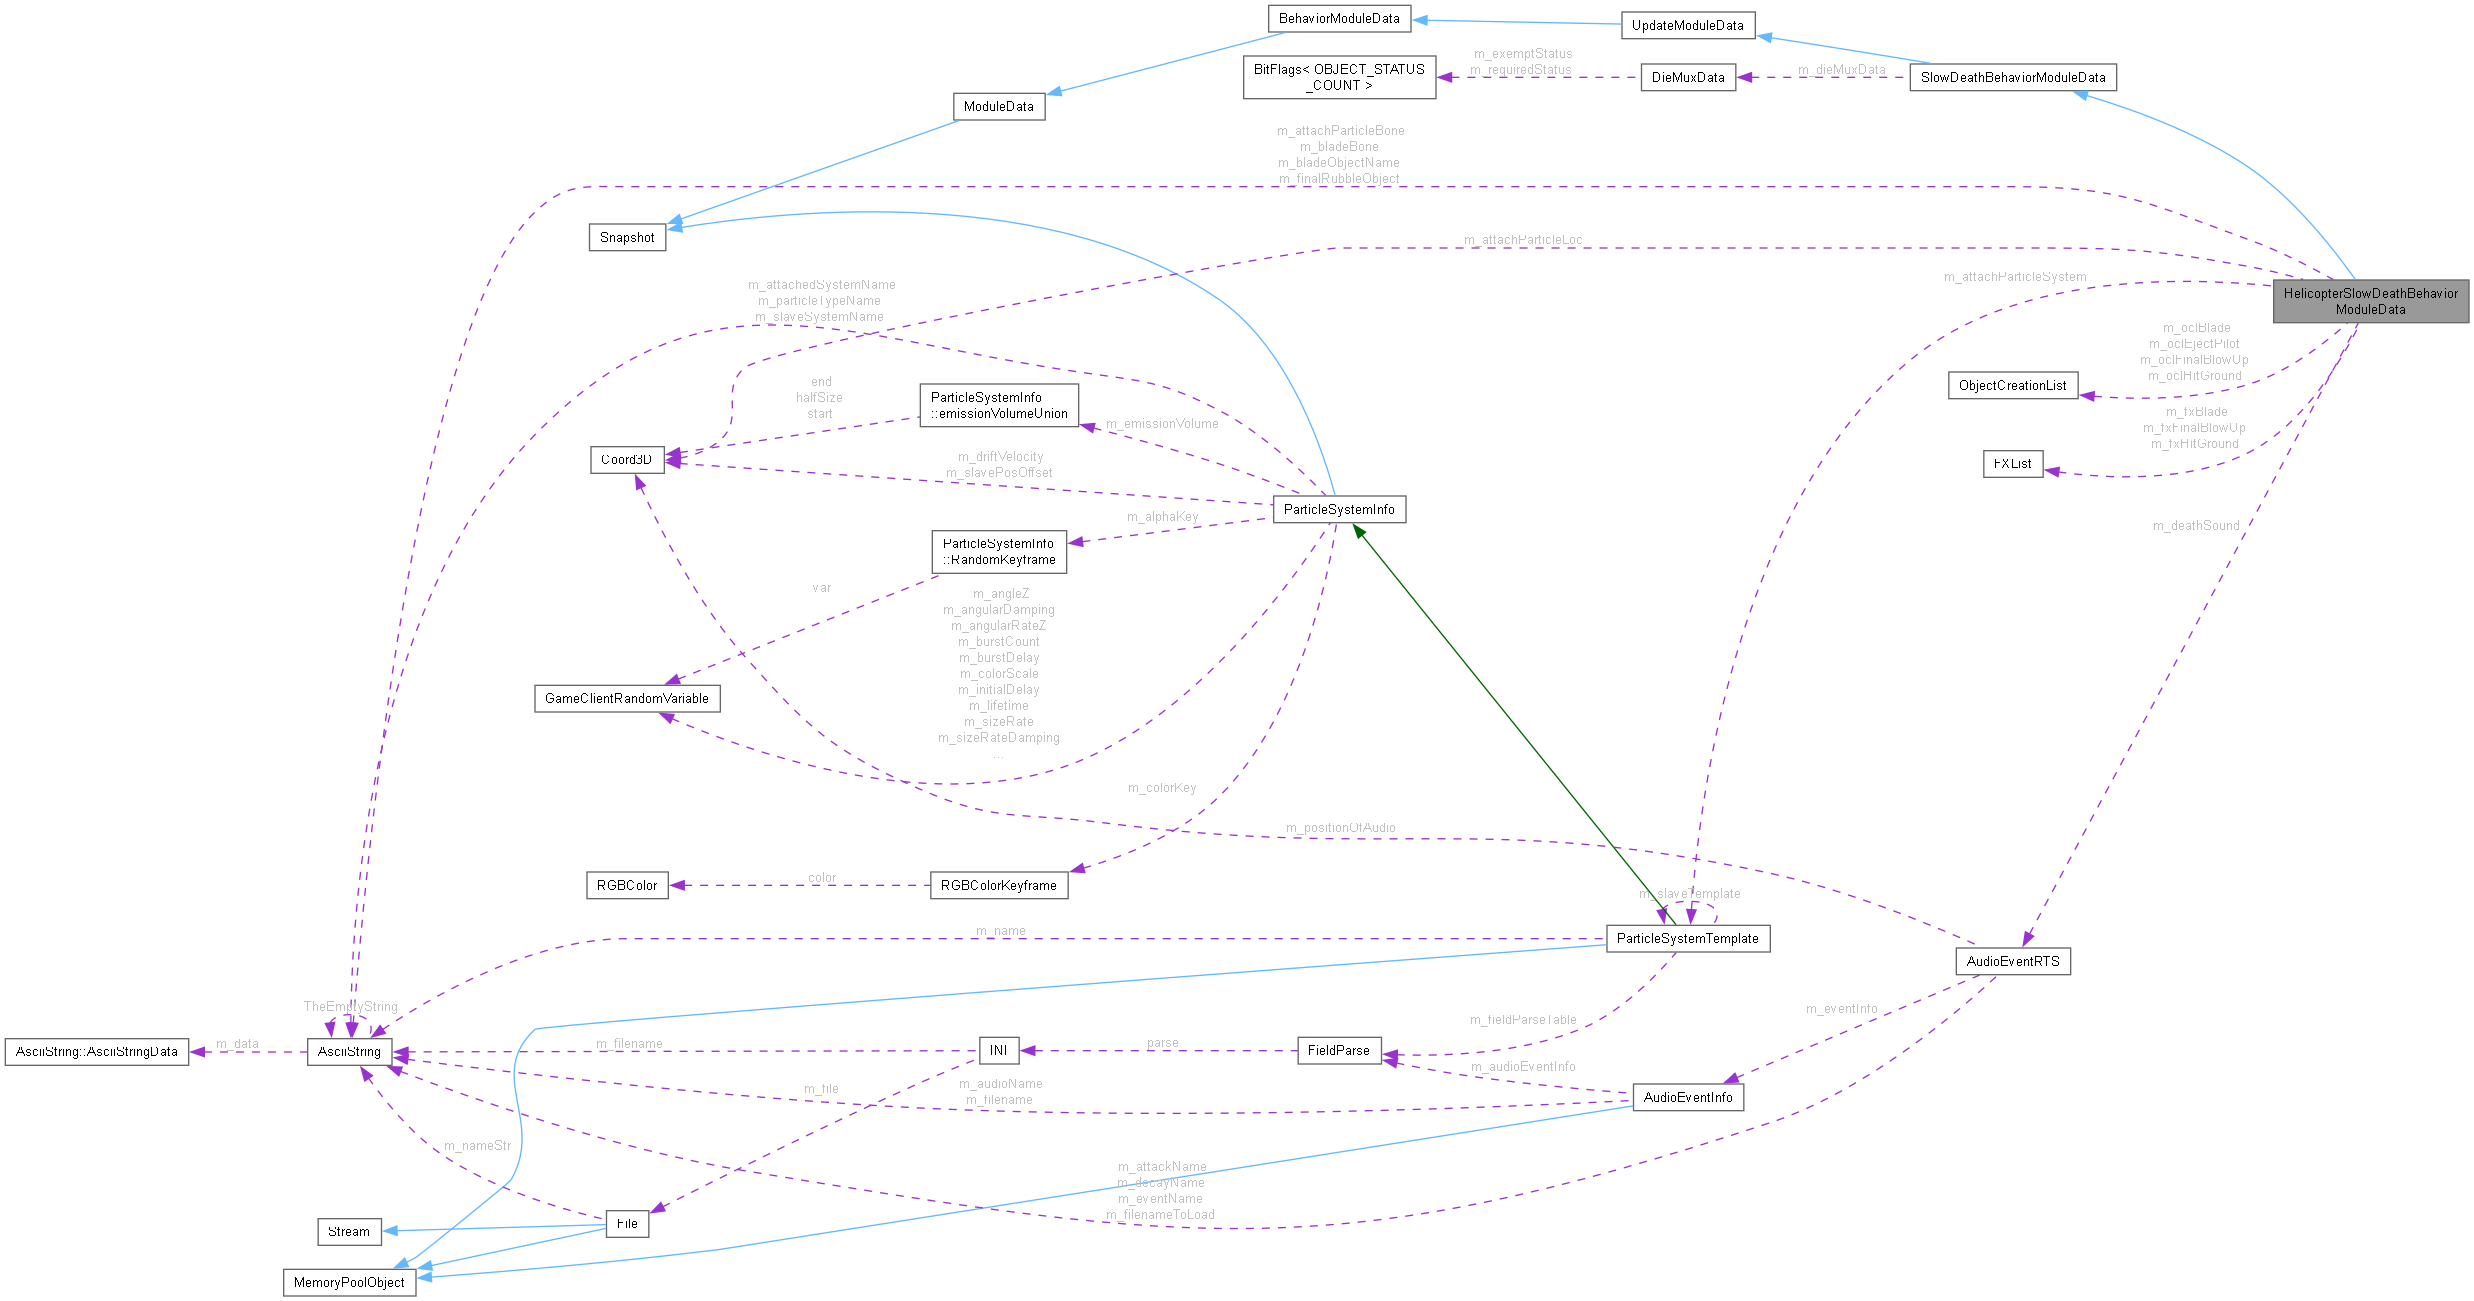 BehaviorModuleData
UpdateModuleData
m_exemptStatus
m_requiredStatus
BitFlags< OBJECT_STATUS
_COUNT >
DieMuxData
m_dieMuxData
SlowDeathBehaviorModuleData
ModuleData
m_attachParticleBone
m_bladeBone
m_bladeObjectName
m_finalRubbleObject
Snapshot
m_attachParticleLoc
m_attachParticleSystem
HelicopterSlowDeathBehavior
ModuleData
m_attachedSystemName
m_particleTypeName
m_slaveSystemName
m_oclBlade
m_oclEjectPilot
m_oclFinalBlowUp
m_oclHitGround
ObjectCreationList
end
halfSize
start
ParticleSystemInfo
::emissionVolumeUnion
m_emissionVolume
m_fxBlade
m_fxFinalBlowUp
m_fxHitGround
FXList
Coord3D
m_driftVelocity
m_slavePosOffset
ParticleSystemInfo
m_alphaKey
m_deathSound
ParticleSystemInfo
::RandomKeyframe
var
m_angleZ
m_angularDamping
m_angularRateZ
m_burstCount
m_burstDelay
m_colorScale
m_initialDelay
m_lifetime
m_sizeRate
m_sizeRateDamping
...
GameClientRandomVariable
m_colorKey
m_positionOfAudio
RGBColor
color
RGBColorKeyframe
m_slaveTemplate
m_name
ParticleSystemTemplate
AudioEventRTS
TheEmptyString
m_eventInfo
m_fieldParseTable
AsciiString::AsciiStringData
m_data
AsciiString
m_filename
INI
parse
FieldParse
m_audioEventInfo
m_file
m_audioName
m_filename
AudioEventInfo
m_nameStr
m_attackName
m_decayName
m_eventName
m_filenameToLoad
File
Stream
MemoryPoolObject